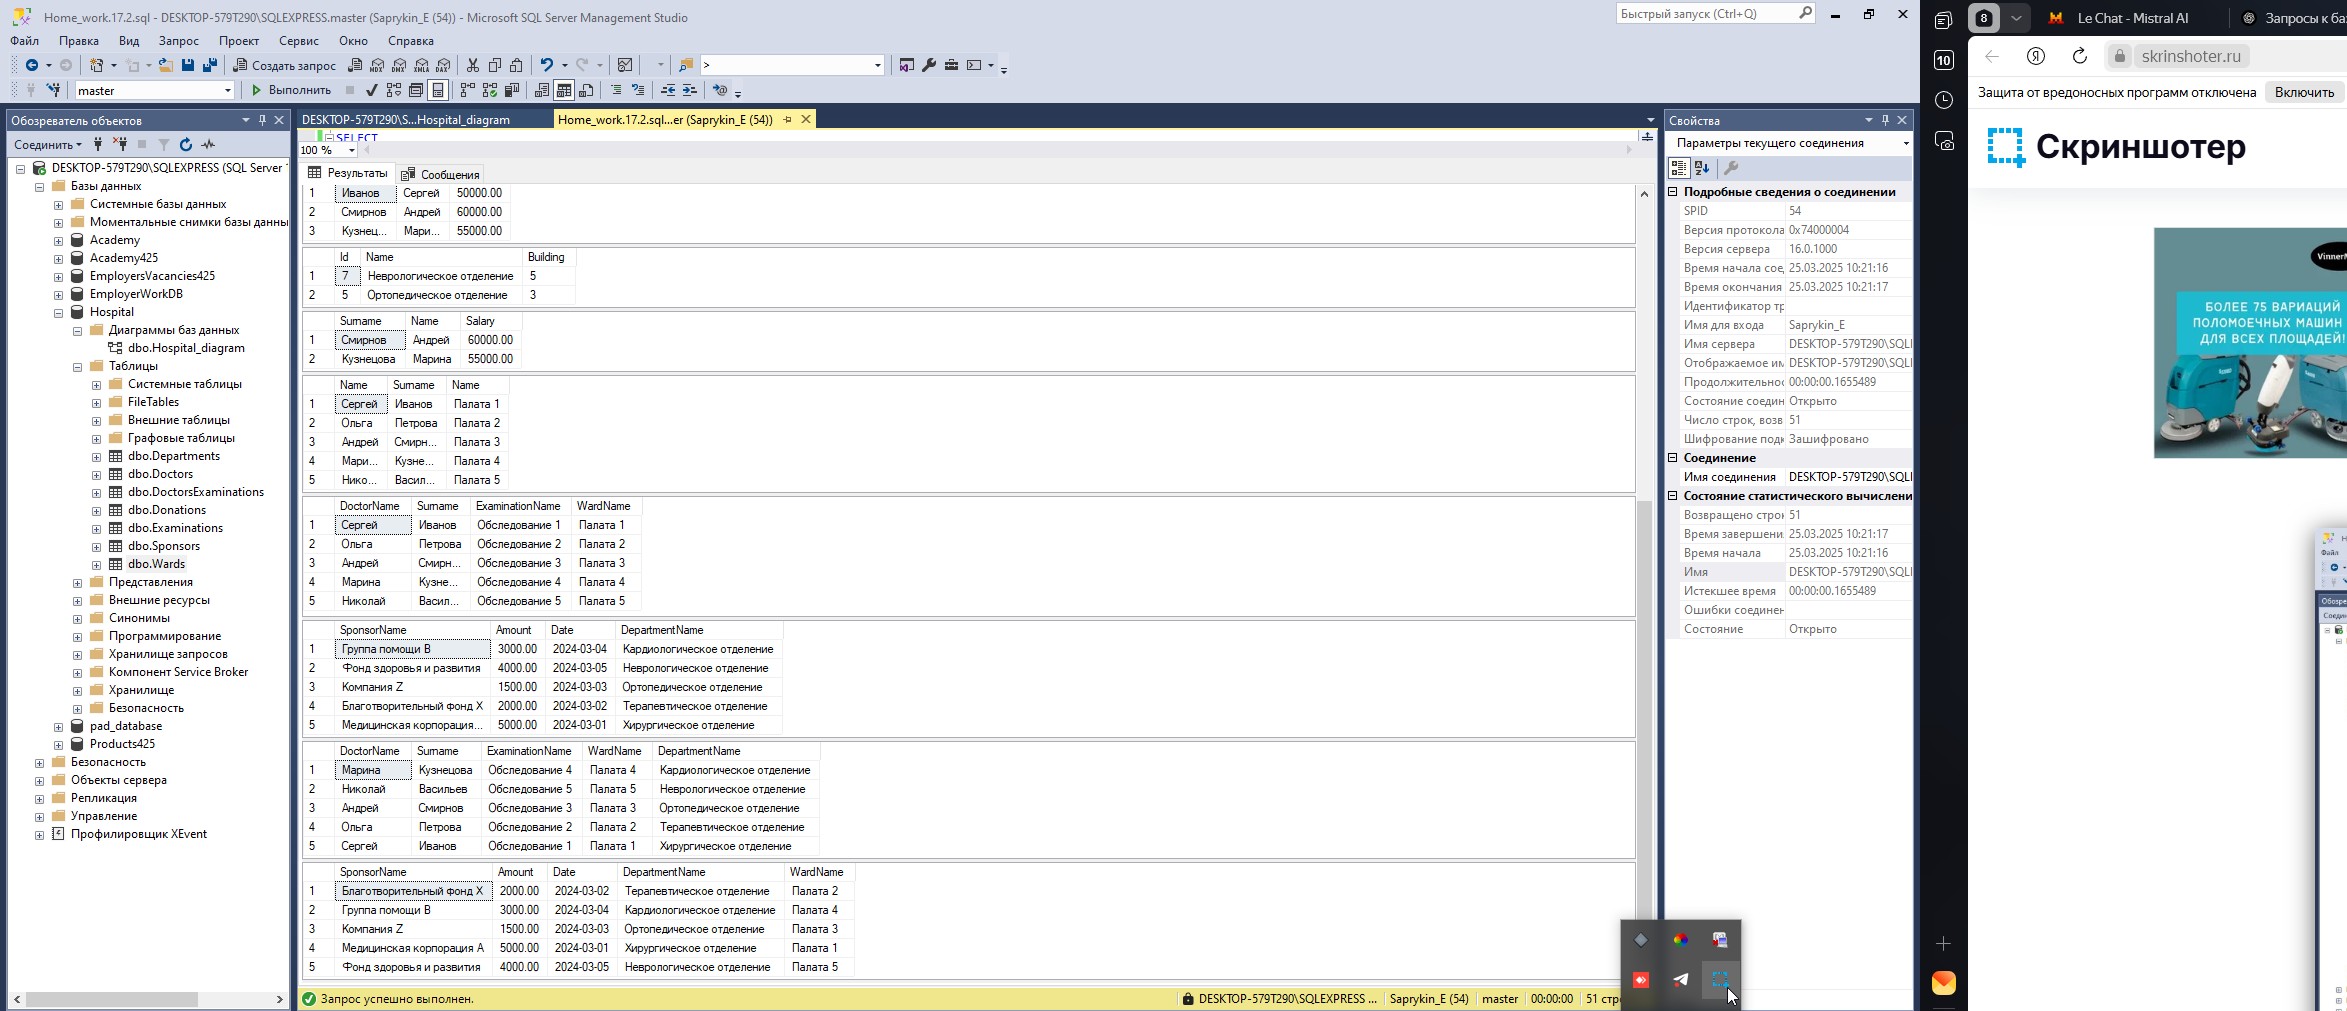 Home_work.17.2.sql - DESKTOP-579T290\SQLEXPRESS.master (Saprykin_E (54)) - Microsoft SQL Server Management Studio
Быстрый запуск (Ctrl+Q)
Файл Правка Вид Запрос Проект Сервис Окно Справка
Создать запрос MDX DMX XMLA DAX >
master Выполнить
Обозреватель объектов
Соединить
DESKTOP-579T290\SQLEXPRESS (SQL Server
Базы данных
Системные базы данных
Моментальные снимки базы данны
Academy
Academy425
EmployersVacancies425
EmployerWorkDB
Hospital
Диаграммы баз данных
dbo.Hospital_diagram
Таблицы
Системные таблицы
FileTables
Внешние таблицы
Графовые таблицы
dbo.Departments
dbo.Doctors
dbo.DoctorsExaminations
dbo.Donations
dbo.Examinations
dbo.Sponsors
dbo.Wards
Представления
Внешние ресурсы
Синонимы
Программирование
Хранилище запросов
Компонент Service Broker
Хранилище
Безопасность
pad_database
Products425
Безопасность
Объекты сервера
Репликация
Управление
Профилировщик XEvent
DESKTOP-579T290\S...Hospital_diagram Home_work.17.2.sql...er (Saprykin_E (54))
SELECT
100 %
Результаты Сообщения
1 Иванов Сергей 50000.00
2 Смирнов Андрей 60000.00
3 Кузнец... Мари... 55000.00
Id Name Building
1 7 Неврологическое отделение 5
2 5 Ортопедическое отделение 3
Surname Name Salary
1 Смирнов Андрей 60000.00
2 Кузнецова Марина 55000.00
Name Surname Name
1 Сергей Иванов Палата 1
2 Ольга Петрова Палата 2
3 Андрей Смирн... Палата 3
4 Мари... Кузне... Палата 4
5 Нико... Васил... Палата 5
DoctorName Surname ExaminationName WardName
1 Сергей Иванов Обследование 1 Палата 1
2 Ольга Петрова Обследование 2 Палата 2
3 Андрей Смирн... Обследование 3 Палата 3
4 Марина Кузне... Обследование 4 Палата 4
5 Николай Васил... Обследование 5 Палата 5
SponsorName Amount Date DepartmentName
1 Группа помощи B 3000.00 2024-03-04 Кардиологическое отделение
2 Фонд здоровья и развития 4000.00 2024-03-05 Неврологическое отделение
3 Компания Z 1500.00 2024-03-03 Ортопедическое отделение
4 Благотворительный фонд X 2000.00 2024-03-02 Терапевтическое отделение
5 Медицинская корпорация... 5000.00 2024-03-01 Хирургическое отделение
DoctorName Surname ExaminationName WardName DepartmentName
1 Марина Кузнецова Обследование 4 Палата 4 Кардиологическое отделение
2 Николай Васильев Обследование 5 Палата 5 Неврологическое отделение
3 Андрей Смирнов Обследование 3 Палата 3 Ортопедическое отделение
4 Ольга Петрова Обследование 2 Палата 2 Терапевтическое отделение
5 Сергей Иванов Обследование 1 Палата 1 Хирургическое отделение
SponsorName Amount Date DepartmentName WardName
1 Благотворительный фонд X 2000.00 2024-03-02 Терапевтическое отделение Палата 2
2 Группа помощи B 3000.00 2024-03-04 Кардиологическое отделение Палата 4
3 Компания Z 1500.00 2024-03-03 Ортопедическое отделение Палата 3
4 Медицинская корпорация A 5000.00 2024-03-01 Хирургическое отделение Палата 1
5 Фонд здоровья и развития 4000.00 2024-03-05 Неврологическое отделение Палата 5
Запрос успешно выполнен. DESKTOP-579T290\SQLEXPRESS ... Saprykin_E (54) master 00:00:00 51 стро
Свойства
Параметры текущего соединения
Подробные сведения о соединении
SPID 54
Версия протокола 0x74000004
Версия сервера 16.0.1000
Время начала сое, 25.03.2025 10:21:16
Время окончания 25.03.2025 10:21:17
Идентификатор тр
Имя для входа Saprykin_E
Имя сервера DESKTOP-579T290\SQLI
Отображаемое им DESKTOP-579T290\SQLI
Продолжительнос 00:00:00.1655489
Состояние соедин Открыто
Число строк, возв 51
Шифрование подк Зашифровано
Соединение
Имя соединения DESKTOP-579T290\SQLI
Состояние статистического вычислени
Возвращено строк 51
Время завершени 25.03.2025 10:21:17
Время начала 25.03.2025 10:21:16
Имя DESKTOP-579T290\SQLI
Истекшее время 00:00:00.1655489
Ошибки соединен
Состояние Открыто
8 Le Chat - Mistral AI Запросы к ба
10
skrinshoter.ru
Защита от вредоносных программ отключена Включить
Скриншотер
БОЛЕЕ 75 ВАРИАЦИЙ
ПОЛОМОЕЧНЫХ МАШИН
ДЛЯ ВСЕХ ПЛОЩАДЕЙ!